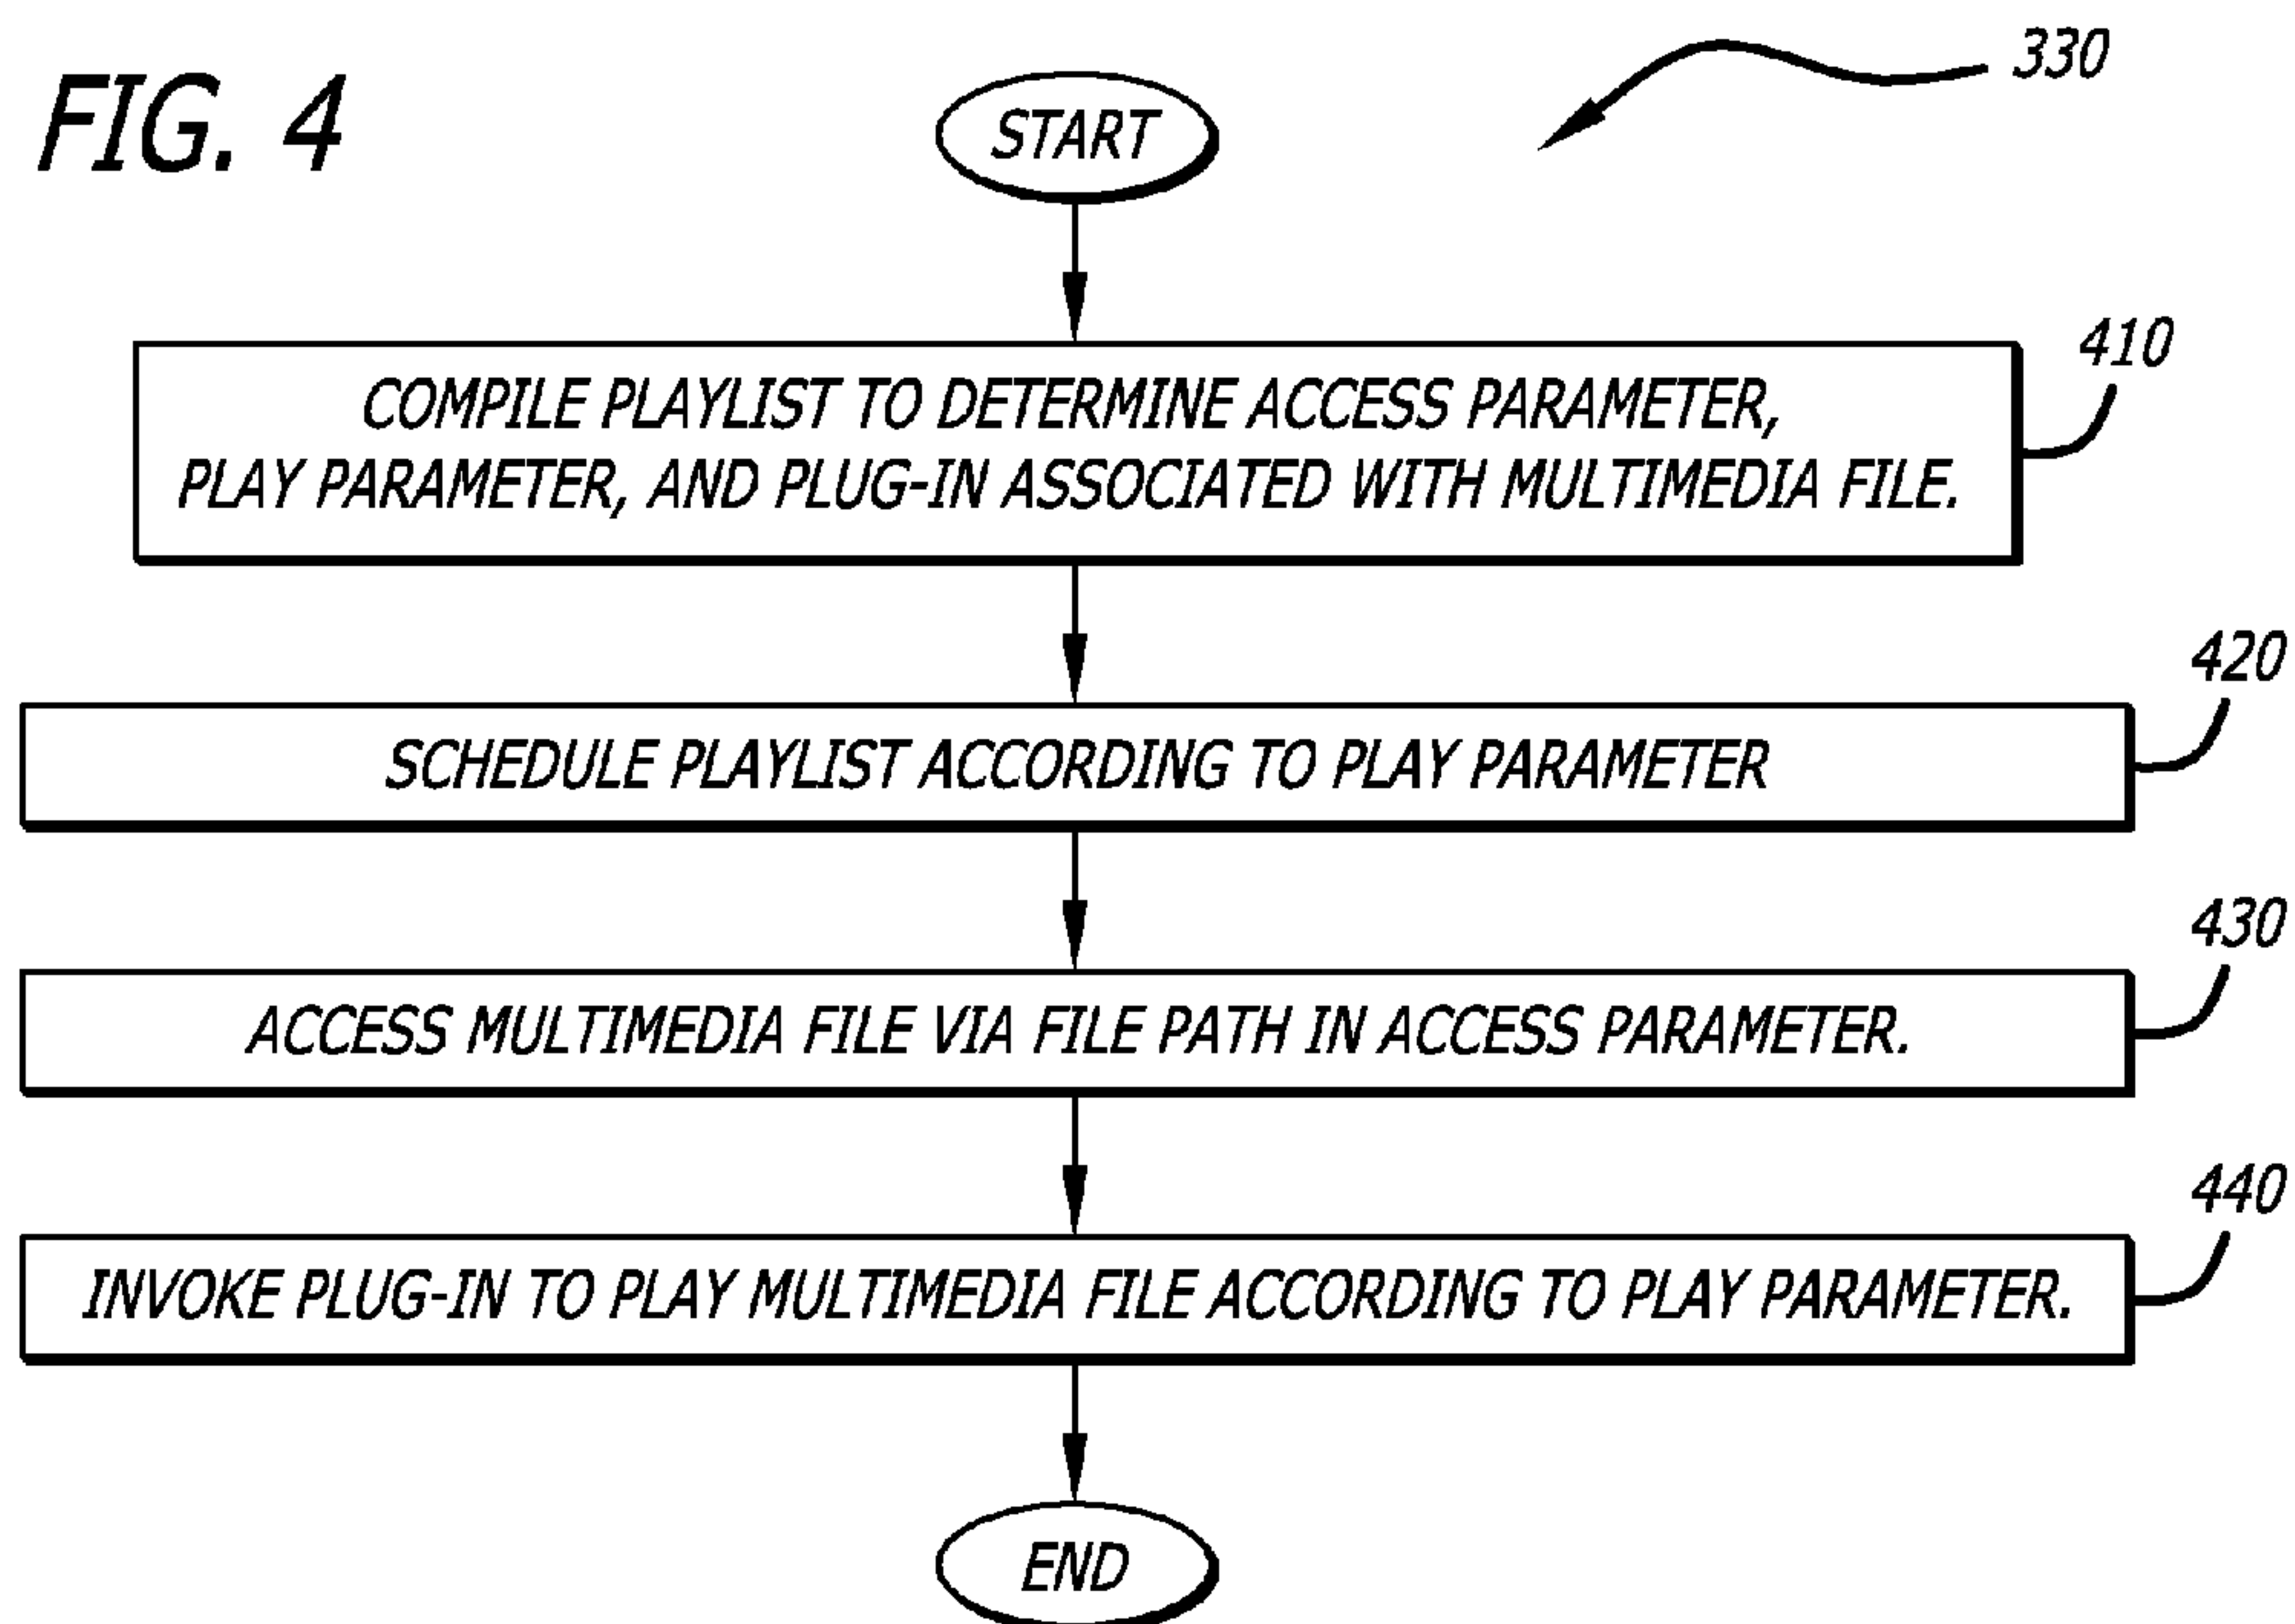 FIG. 4
START
330
410
COMPILE PLAYLIST TO DETERMINE ACCESS PARAMETER,
PLAY PARAMETER, AND PLUG-IN ASSOCIATED WITH MULTIMEDIA FILE.
420
SCHEDULE PLAYLIST ACCORDING TO PLAY PARAMETER
430
ACCESS MULTIMEDIA FILE VIA FILE PATH IN ACCESS PARAMETER.
440
INVOKE PLUG-IN TO PLAY MULTIMEDIA FILE ACCORDING TO PLAY PARAMETER.
END